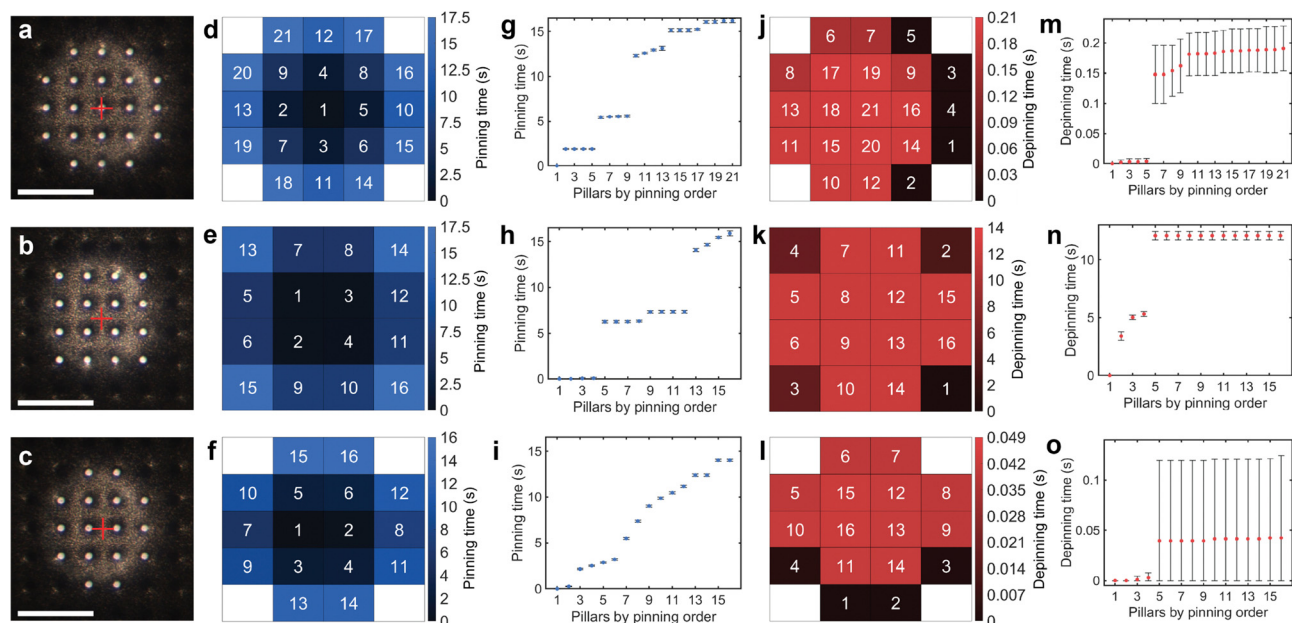 a
d
21 12 17
20 9 4 8 16
13 2 1 5 10
19 7 3 6 15
18 11 14
17.5
15
12.5
10
7.5
5
2.5
0
Pinning time (s)
g
Pinning time (s)
15
10
5
0
1 3 5 7 9 11 13 15 17 19 21
Pillars by pinning order
j
6 7 5
8 17 19 9 3
13 18 21 16 4
11 15 20 14 1
10 12 2
0.21
0.18
0.15
0.12
0.09
0.06
0.03
0
Depinning time (s)
m
Depinning time (s)
0.2
0.15
0.1
0.05
0
1 3 5 7 9 11 13 15 17 19 21
Pillars by pinning order
b
e
13 7 8 14
5 1 3 12
6 2 4 11
15 9 10 16
17.5
15
12.5
10
7.5
5
2.5
0
Pinning time (s)
h
Pinning time (s)
15
10
5
0
1 3 5 7 9 11 13 15
Pillars by pinning order
k
4 7 11 2
5 8 12 15
6 9 13 16
3 10 14 1
14
12
10
8
6
4
2
0
Depinning time (s)
n
Depinning time (s)
10
5
0
1 3 5 7 9 11 13 15
Pillars by pinning order
c
f
15 16
10 5 6 12
7 1 2 8
9 3 4 11
13 14
16
14
12
10
8
6
4
2
0
Pinning time (s)
i
Pinning time (s)
15
10
5
0
1 3 5 7 9 11 13 15
Pillars by pinning order
l
6 7
5 15 12 8
10 16 13 9
4 11 14 3
1 2
0.049
0.042
0.035
0.028
0.021
0.014
0.007
0
Depinning time (s)
o
Depinning time (s)
0.1
0.05
0
1 3 5 7 9 11 13 15
Pillars by pinning order